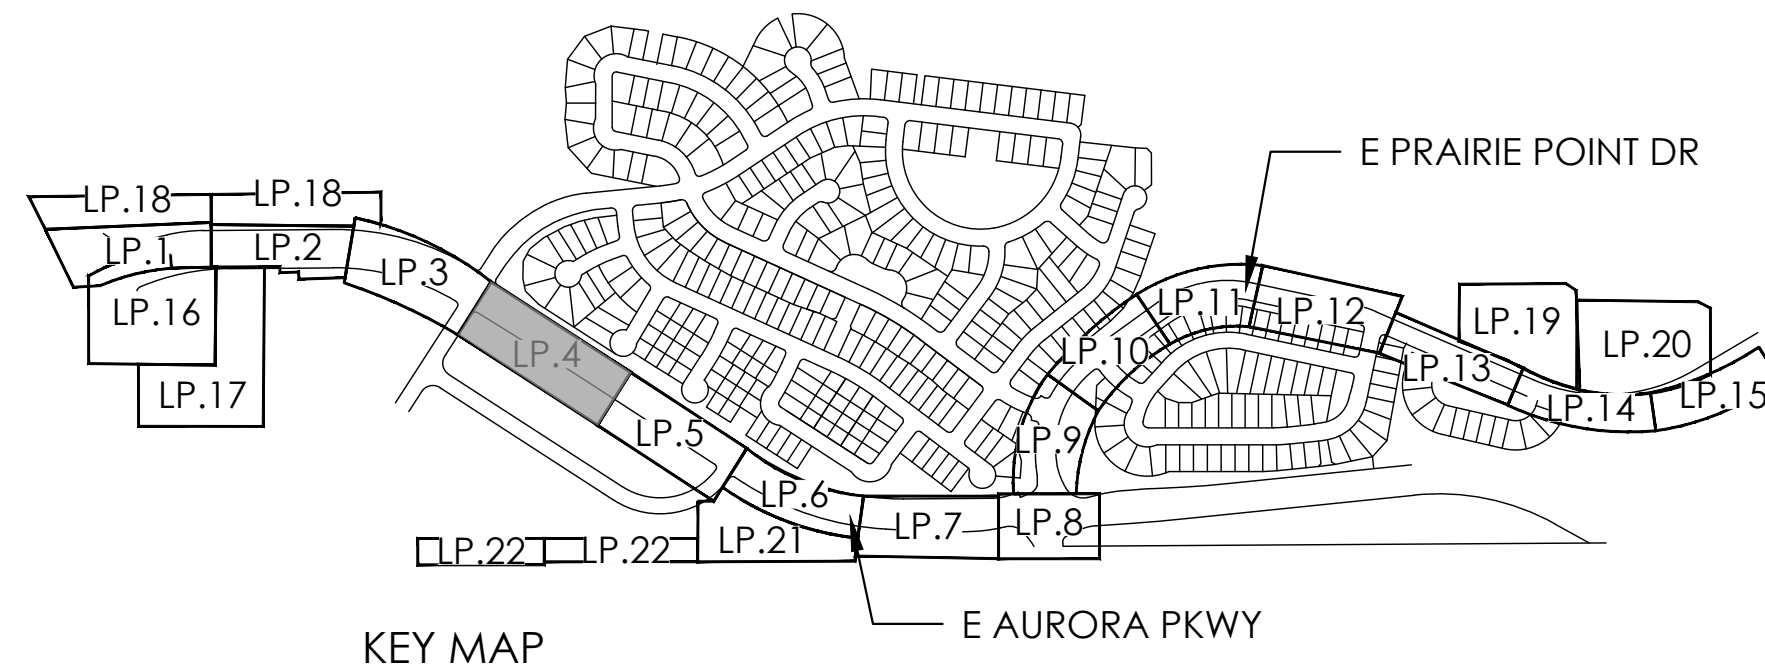 E PRAIRIE POINT DR
LP.18
LP.18
LP.1
LP.2
LP.3
LP.16
LP.17
LP.4
LP.5
LP.6
LP.7
LP.8
LP.9
LP.10
LP.11
LP.12
LP.13
LP.14
LP.15
LP.19
LP.20
LP.21
LP.22
LP.22
E AURORA PKWY
KEY MAP